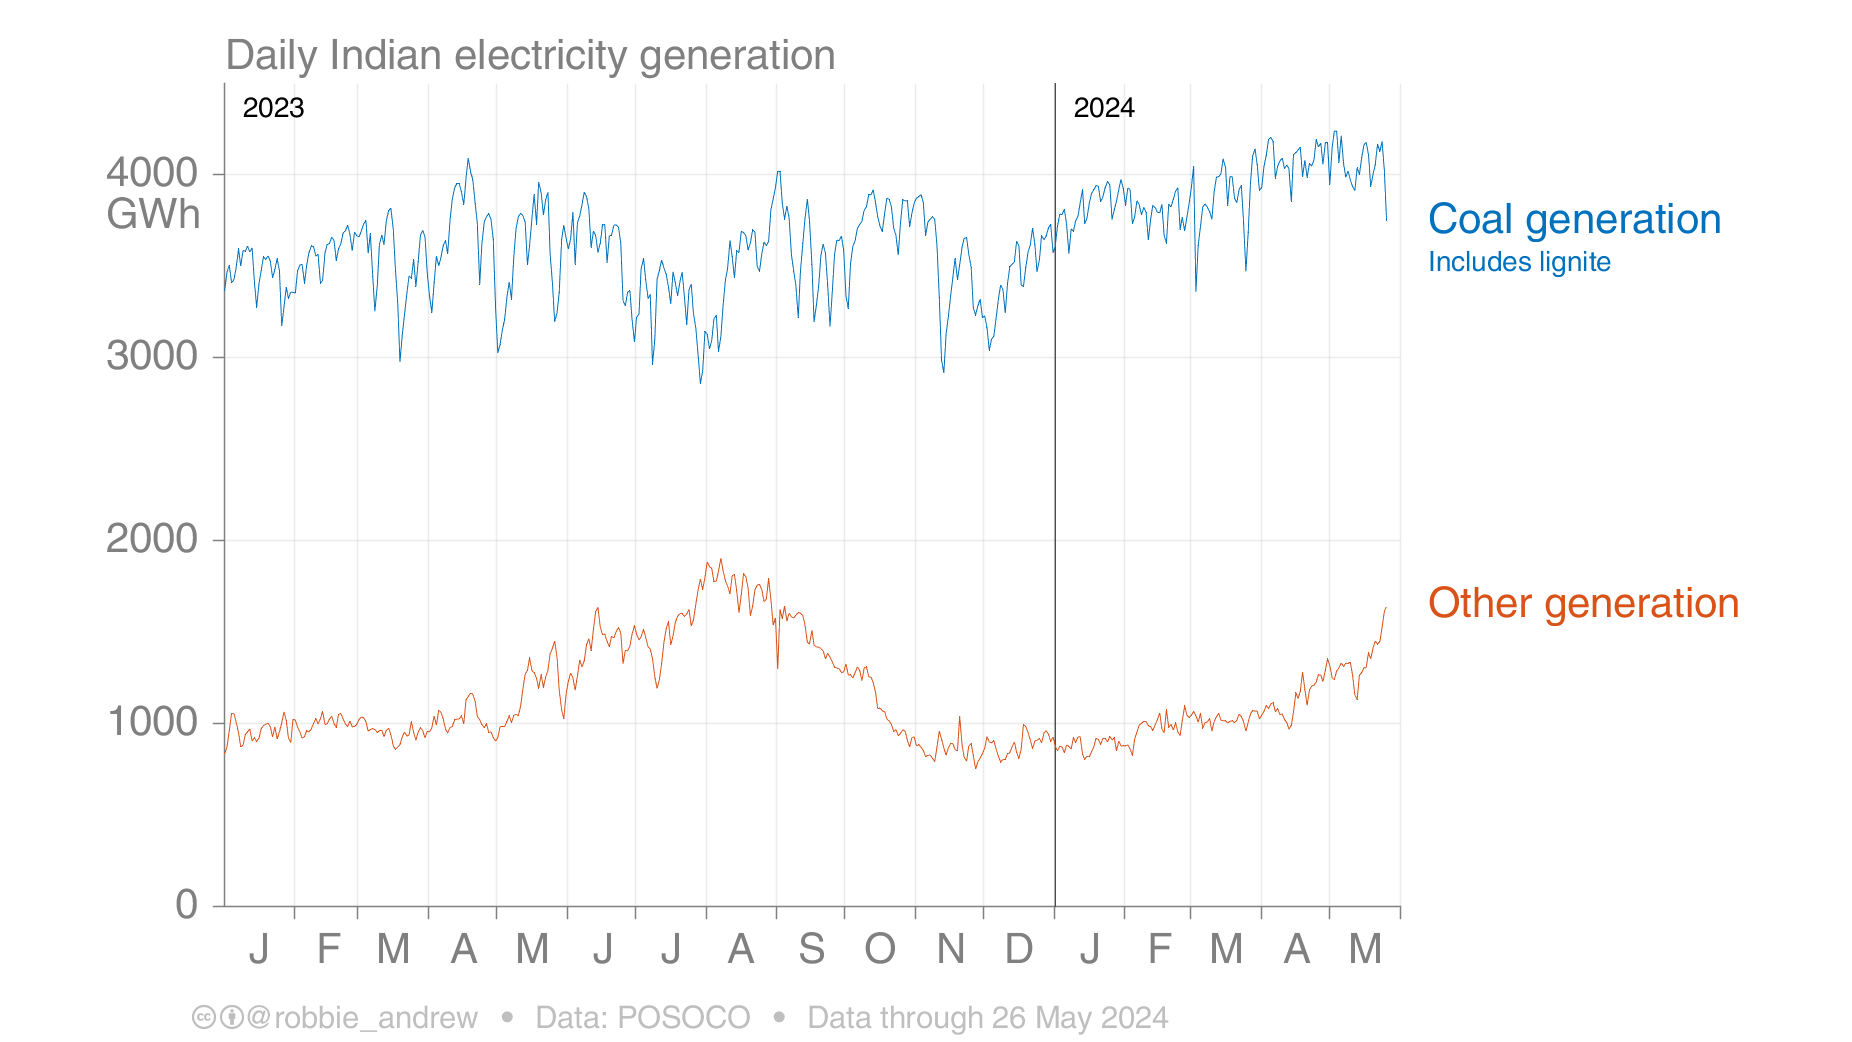 Daily Indian electricity generation
2023
2024
4000
GWh
3000
2000
1000
0
Coal generation
Includes lignite
Other generation
J F M A M J J A S O N D J F M A M
@robbie_andrew • Data: POSOCO • Data through 26 May 2024